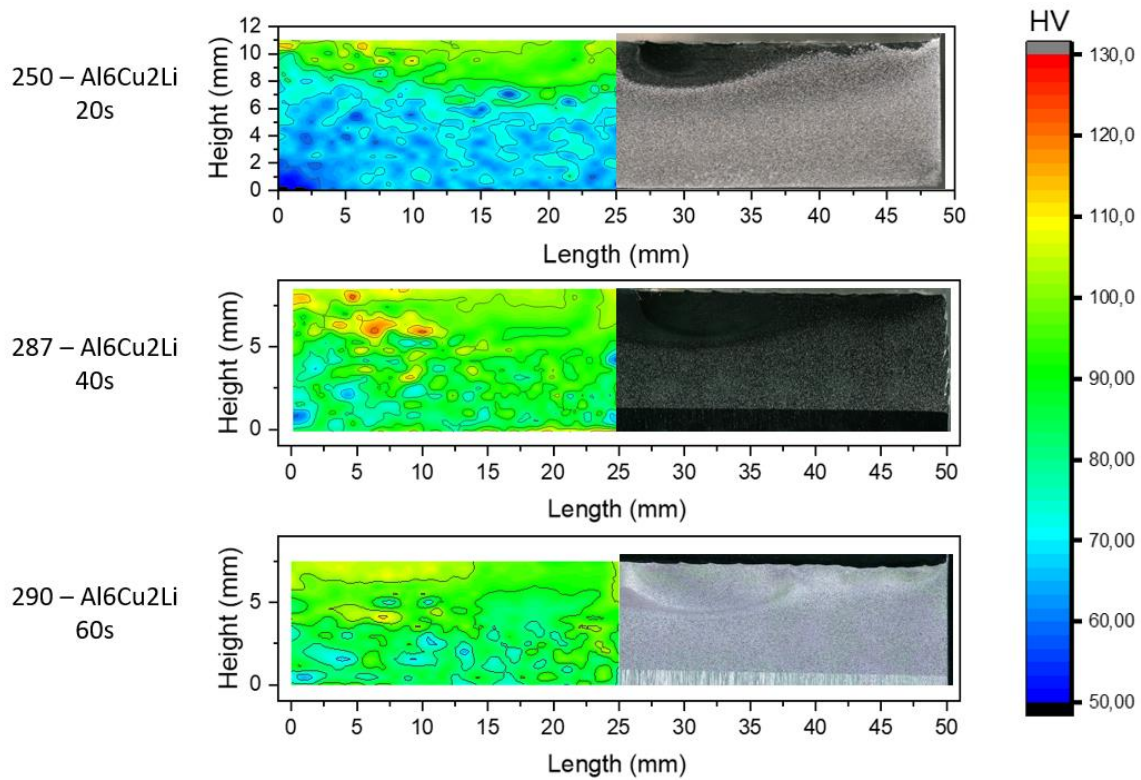 HV
250 – Al6Cu2Li
20s
Height (mm)
12
10
8
6
4
2
0
0 5 10 15 20 25 30 35 40 45 50
Length (mm)
287 – Al6Cu2Li
40s
Height (mm)
5
0
0 5 10 15 20 25 30 35 40 45 50
Length (mm)
290 – Al6Cu2Li
60s
Height (mm)
5
0
0 5 10 15 20 25 30 35 40 45 50
Length (mm)
130,0
120,0
110,0
100,0
90,00
80,00
70,00
60,00
50,00